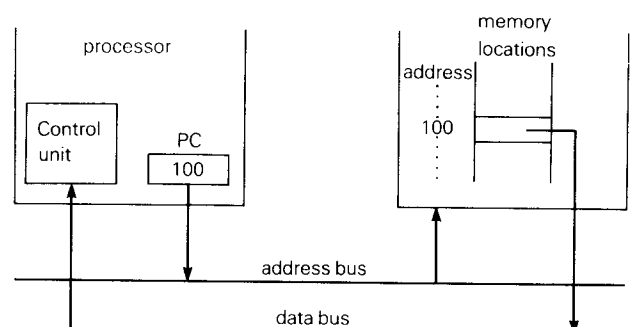 processor
Control
unit
PC
100
memory
locations
address
100
address bus
data bus